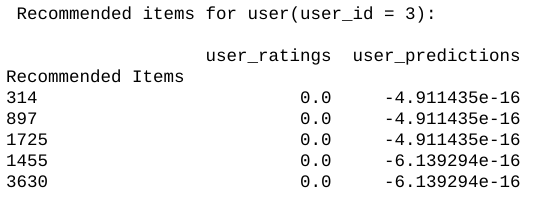 Recommended items for user(user_id = 3):
user_ratings user_predictions
Recommended Items
314 0.0 -4.911435e-16
897 0.0 -4.911435e-16
1725 0.0 -4.911435e-16
1455 0.0 -6.139294e-16
3630 0.0 -6.139294e-16